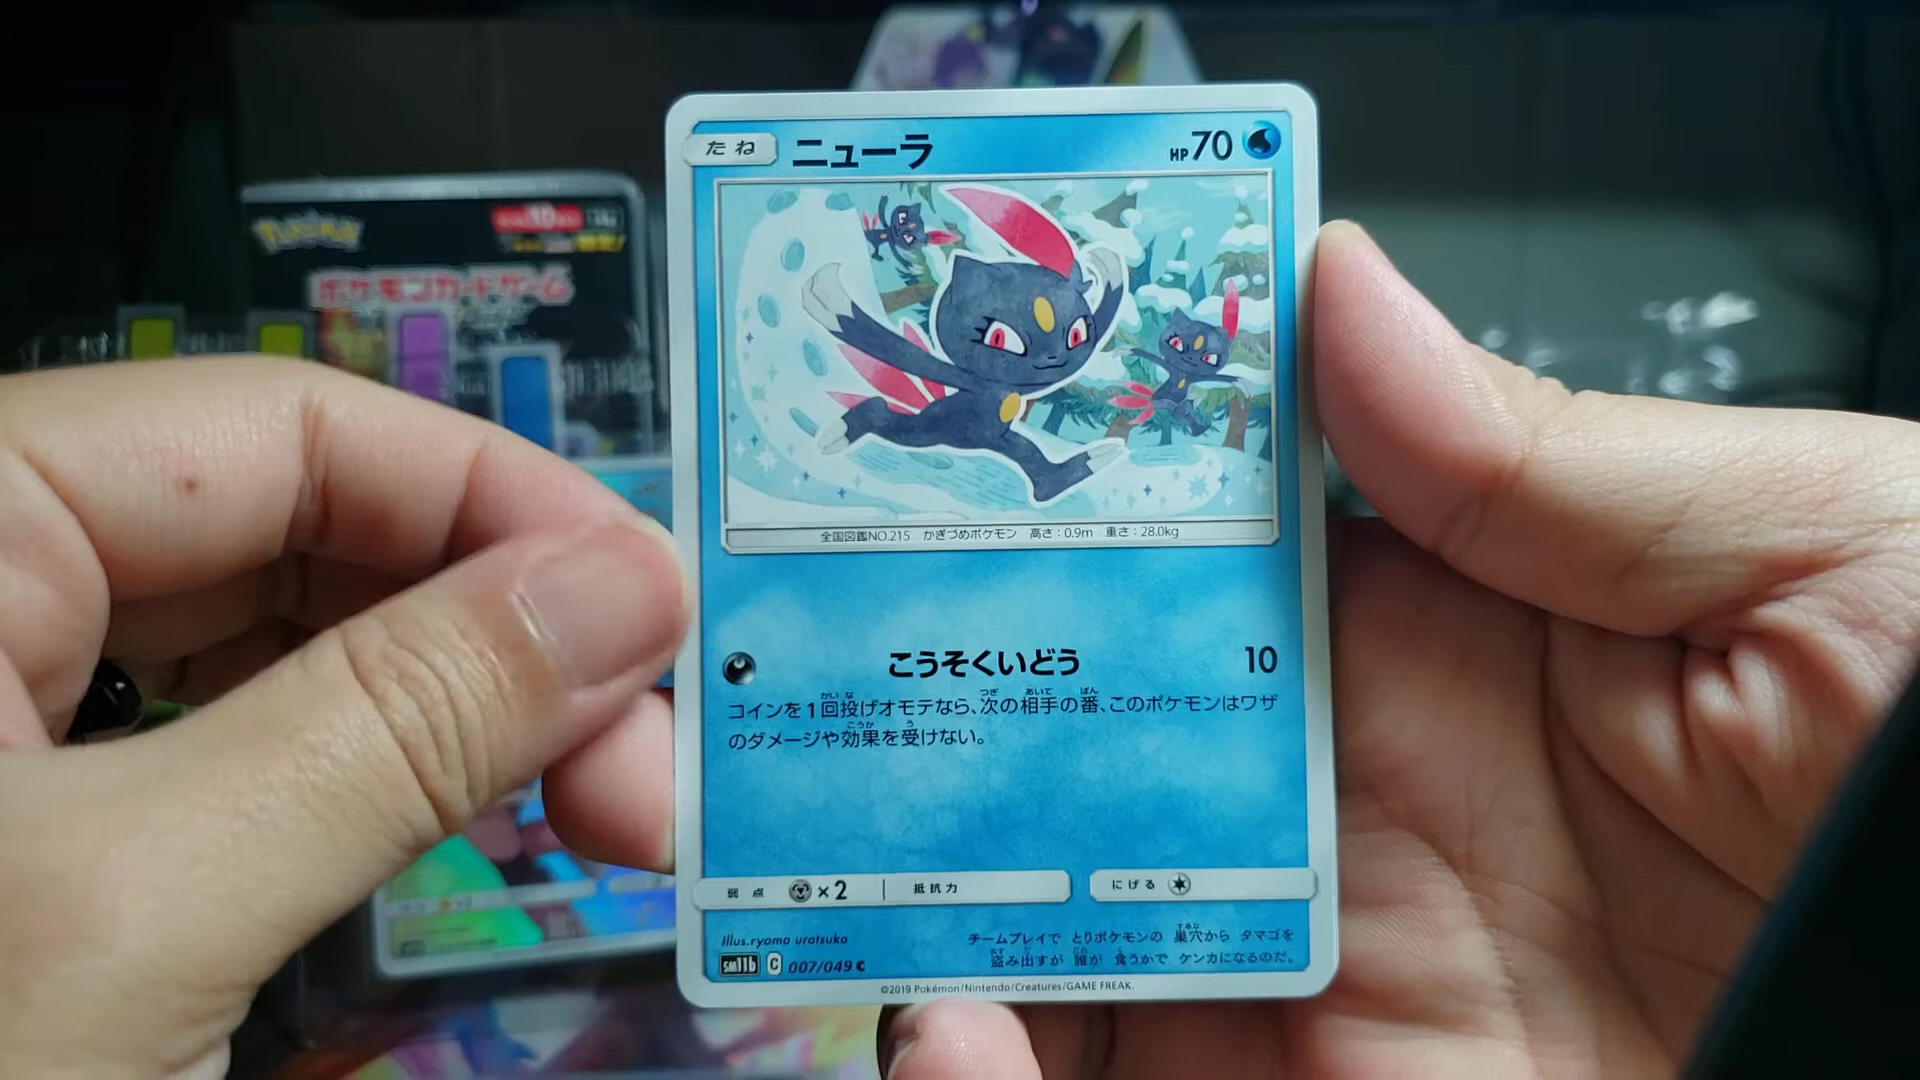 Pokémon
ポケモンカードゲーム
たね
ニューラ
HP70
全国図鑑NO.215 かぎづめポケモン 高さ:0.9m 重さ:28.0kg
こうそくいどう 10
コインを1回投げオモテなら、次の相手の番、このポケモンはワザ
のダメージや効果を受けない。
弱点 ×2 抵抗力 にげる
Illus.ryoma uratsuka
チームプレイで とりポケモンの 巣穴から タマゴを
盗み出すが 誰が 食うかで ケンカになるのだ。
sm11b C 007/049 C
©2019 Pokémon/Nintendo/Creatures/GAME FREAK.